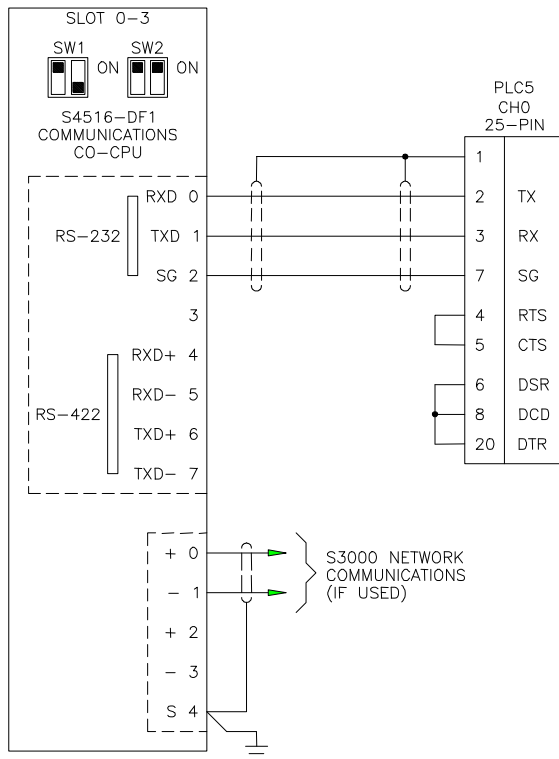 SLOT 0-3
SW1 SW2
ON ON
S4516-DF1
COMMUNICATIONS
CO-CPU
RS-232
RXD 0
TXD 1
SG 2
3
RS-422
RXD+ 4
RXD- 5
TXD+ 6
TXD- 7
+ 0
- 1
+ 2
- 3
S 4
S3000 NETWORK
COMMUNICATIONS
(IF USED)
PLC5
CH0
25-PIN
1
2 TX
3 RX
7 SG
4 RTS
5 CTS
6 DSR
8 DCD
20 DTR